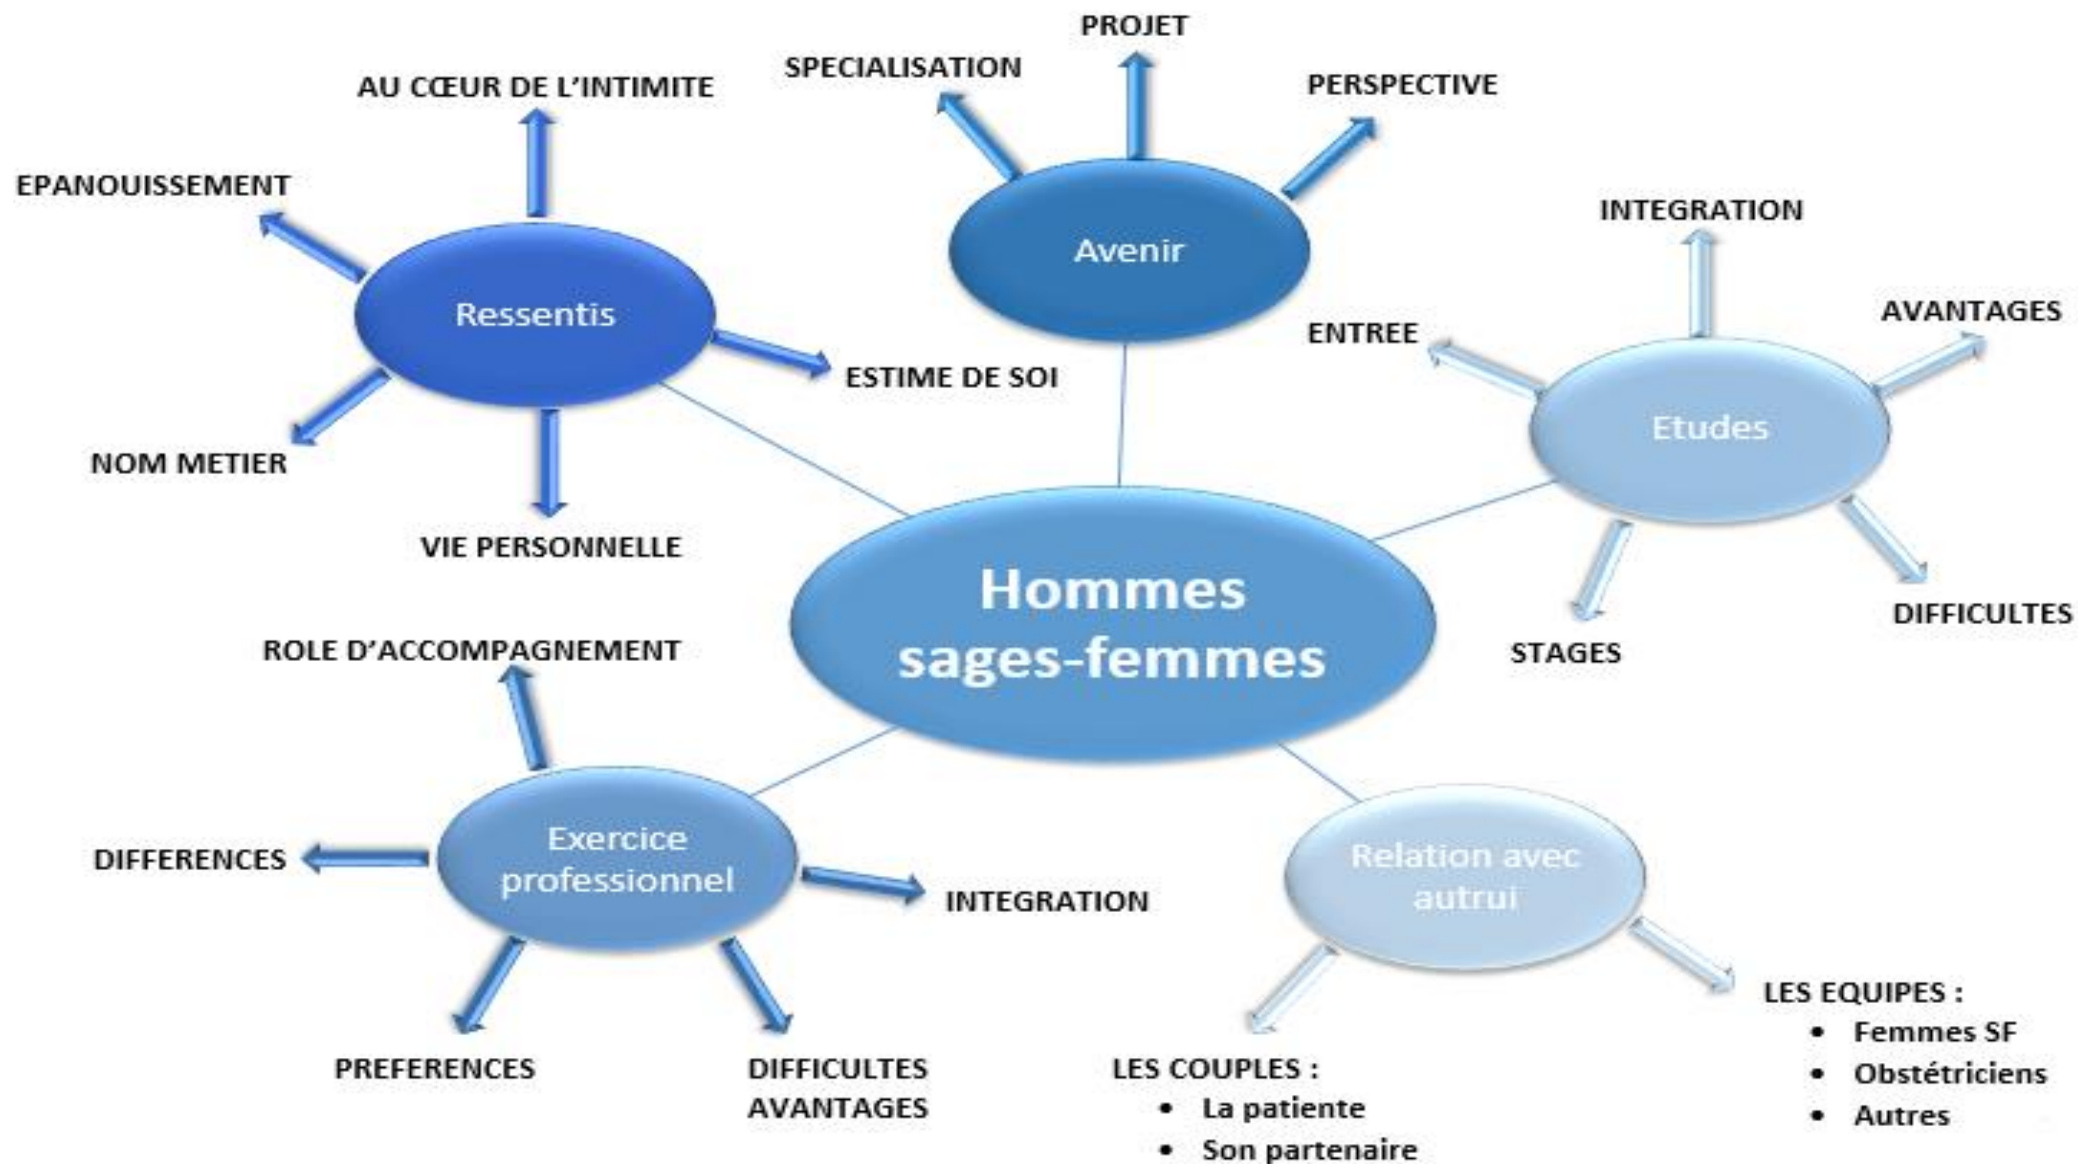 PROJET
SPECIALISATION
PERSPECTIVE
AU CŒUR DE L'INTIMITE
EPANOUISSEMENT
INTEGRATION
Avenir
Ressentis
AVANTAGES
ENTREE
ESTIME DE SOI
Etudes
NOM METIER
VIE PERSONNELLE
Hommes
sages-femmes
DIFFICULTES
STAGES
ROLE D'ACCOMPAGNEMENT
Exercice
professionnel
DIFFERENCES
INTEGRATION
Relation avec
autrui
PREFERENCES
DIFFICULTES
AVANTAGES
LES COUPLES :
• La patiente
• Son partenaire
LES EQUIPES :
• Femmes SF
• Obstétriciens
• Autres